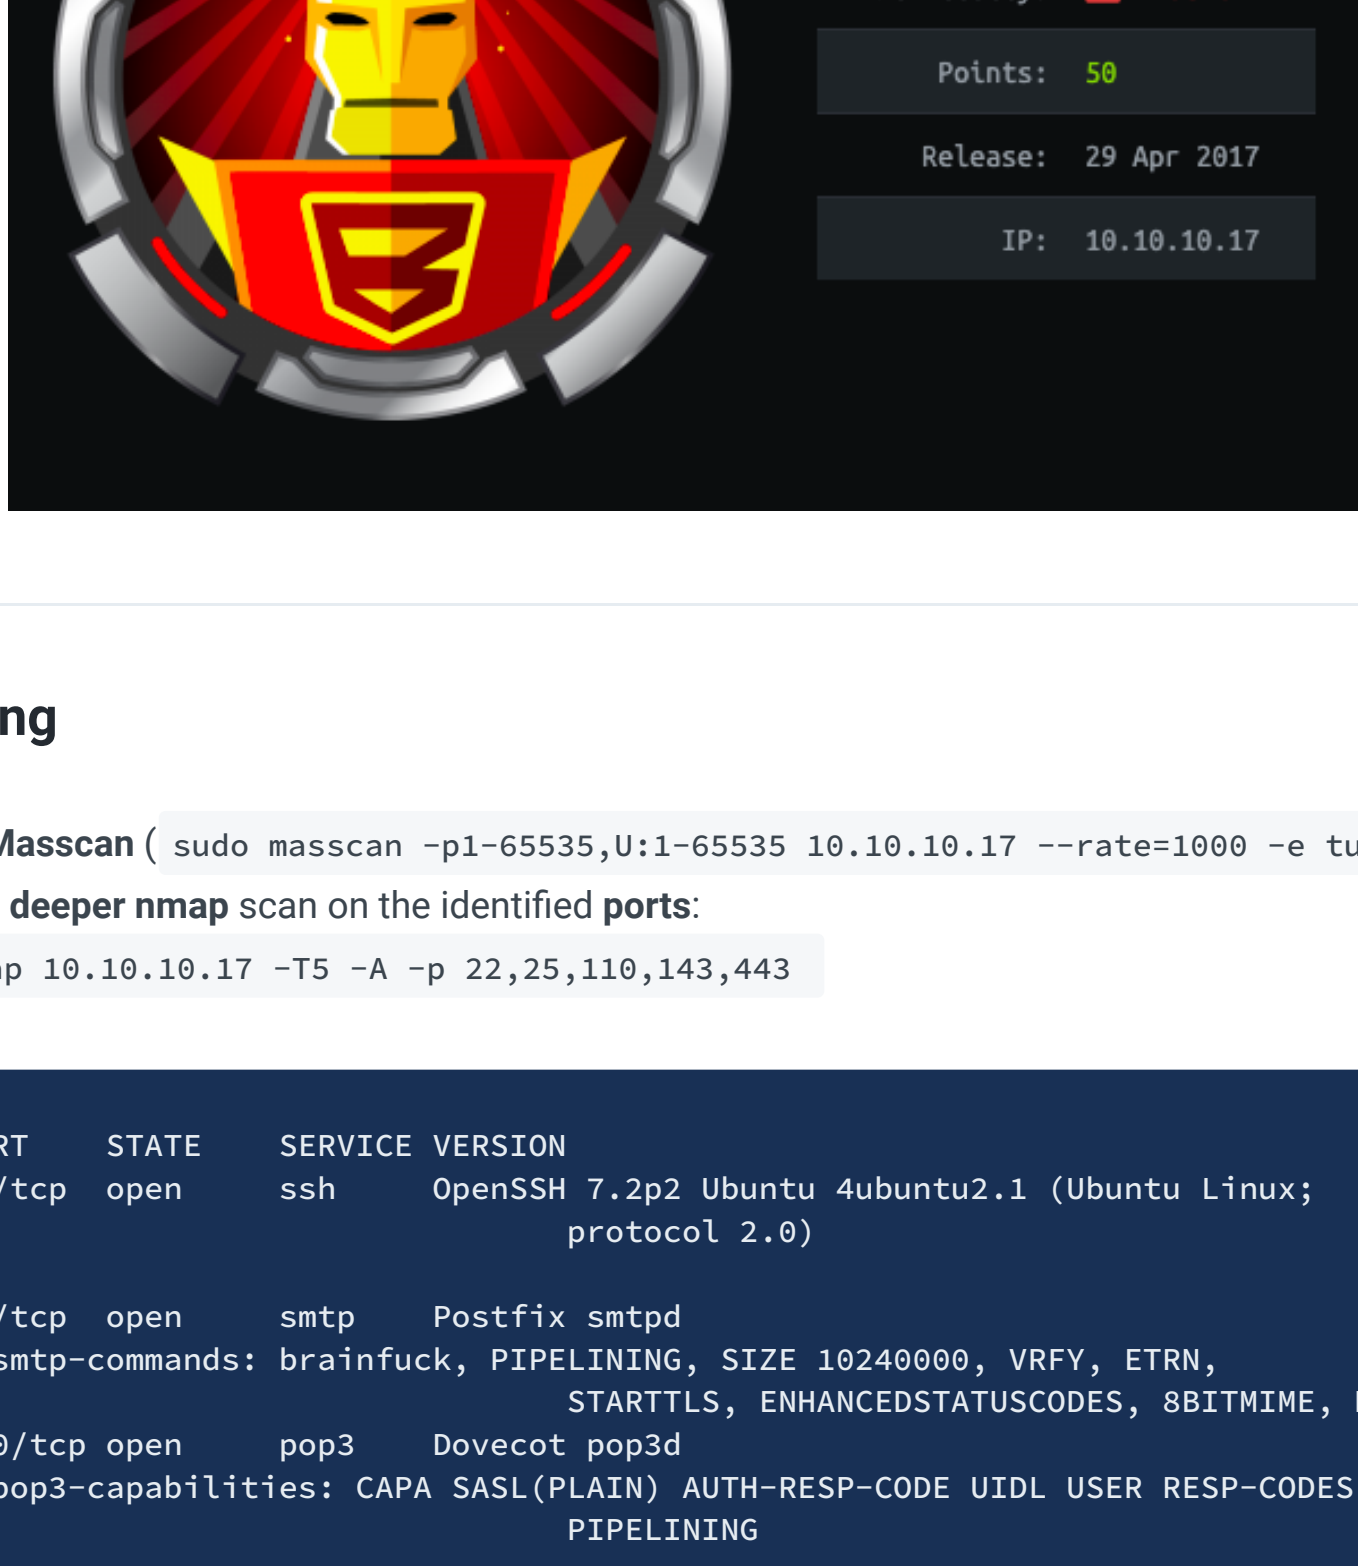 Points: 50
Release: 29 Apr 2017
IP: 10.10.10.17
ng
Masscan ( sudo masscan -p1-65535,U:1-65535 10.10.10.17 --rate=1000 -e tu
deeper nmap scan on the identified ports:
ap 10.10.10.17 -T5 -A -p 22,25,110,143,443
RT STATE SERVICE VERSION
/tcp open ssh OpenSSH 7.2p2 Ubuntu 4ubuntu2.1 (Ubuntu Linux;
protocol 2.0)
/tcp open smtp Postfix smtpd
smtp-commands: brainfuck, PIPELINING, SIZE 10240000, VRFY, ETRN,
STARTTLS, ENHANCEDSTATUSCODES, 8BITMIME,
0/tcp open pop3 Dovecot pop3d
pop3-capabilities: CAPA SASL(PLAIN) AUTH-RESP-CODE UIDL USER RESP-CODES
PIPELINING